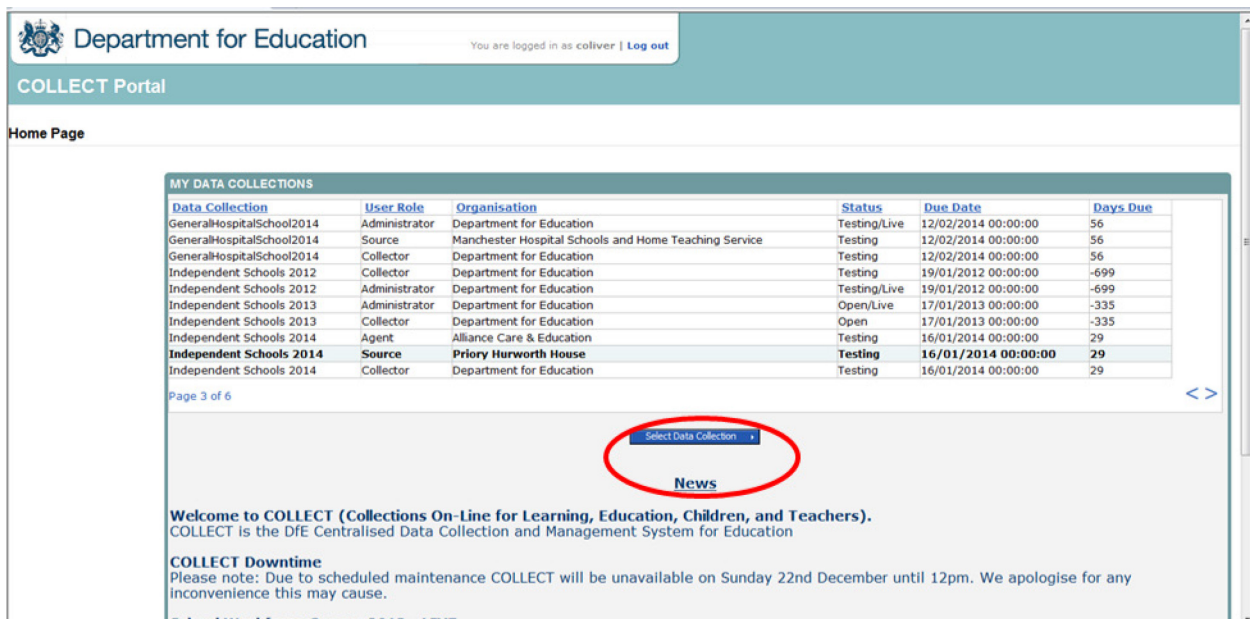 Department for Education
You are logged in as coliver | Log out
COLLECT Portal
Home Page
MY DATA COLLECTIONS
Data Collection User Role Organisation Status Due Date Days Due
GeneralHospitalSchool2014 Administrator Department for Education Testing/Live 12/02/2014 00:00:00 56
GeneralHospitalSchool2014 Source Manchester Hospital Schools and Home Teaching Service Testing 12/02/2014 00:00:00 56
GeneralHospitalSchool2014 Collector Department for Education Testing 12/02/2014 00:00:00 56
Independent Schools 2012 Collector Department for Education Testing 19/01/2012 00:00:00 -699
Independent Schools 2012 Administrator Department for Education Testing/Live 19/01/2012 00:00:00 -699
Independent Schools 2013 Administrator Department for Education Open/Live 17/01/2013 00:00:00 -335
Independent Schools 2013 Collector Department for Education Open 17/01/2013 00:00:00 -335
Independent Schools 2014 Agent Alliance Care & Education Testing 16/01/2014 00:00:00 29
Independent Schools 2014 Source Priory Hurworth House Testing 16/01/2014 00:00:00 29
Independent Schools 2014 Collector Department for Education Testing 16/01/2014 00:00:00 29
Page 3 of 6 < >
Select Data Collection
News
Welcome to COLLECT (Collections On-Line for Learning, Education, Children, and Teachers).
COLLECT is the DfE Centralised Data Collection and Management System for Education
COLLECT Downtime
Please note: Due to scheduled maintenance COLLECT will be unavailable on Sunday 22nd December until 12pm. We apologise for any
inconvenience this may cause.